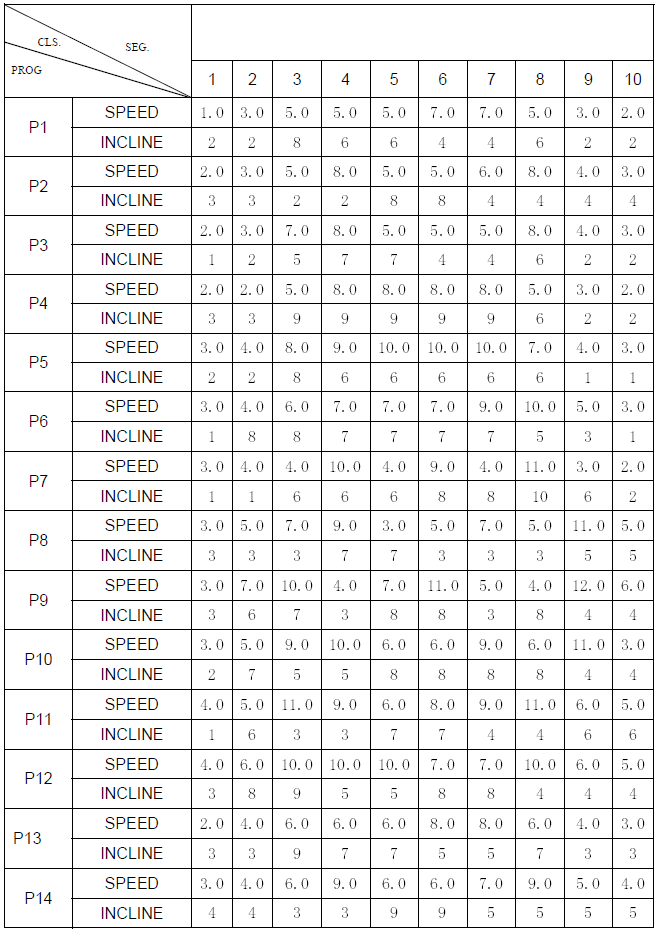 CLS.
SEG.
PROG
1 2 3 4 5 6 7 8 9 10
P1
SPEED 1.0 3.0 5.0 5.0 5.0 7.0 7.0 5.0 3.0 2.0
INCLINE 2 2 8 6 6 4 4 6 2 2
P2
SPEED 2.0 3.0 5.0 8.0 5.0 5.0 6.0 8.0 4.0 3.0
INCLINE 3 3 2 2 8 8 4 4 4 4
P3
SPEED 2.0 3.0 7.0 8.0 5.0 5.0 5.0 8.0 4.0 3.0
INCLINE 1 2 5 7 7 4 4 6 2 2
P4
SPEED 2.0 2.0 5.0 8.0 8.0 8.0 8.0 5.0 3.0 2.0
INCLINE 3 3 9 9 9 9 9 6 2 2
P5
SPEED 3.0 4.0 8.0 9.0 10.0 10.0 10.0 7.0 4.0 3.0
INCLINE 2 2 8 6 6 6 6 6 1 1
P6
SPEED 3.0 4.0 6.0 7.0 7.0 7.0 9.0 10.0 5.0 3.0
INCLINE 1 8 8 7 7 7 7 5 3 1
P7
SPEED 3.0 4.0 4.0 10.0 4.0 9.0 4.0 11.0 3.0 2.0
INCLINE 1 1 6 6 6 8 8 10 6 2
P8
SPEED 3.0 5.0 7.0 9.0 3.0 5.0 7.0 5.0 11.0 5.0
INCLINE 3 3 3 7 7 3 3 3 5 5
P9
SPEED 3.0 7.0 10.0 4.0 7.0 11.0 5.0 4.0 12.0 6.0
INCLINE 3 6 7 3 8 8 3 8 4 4
P10
SPEED 3.0 5.0 9.0 10.0 6.0 6.0 9.0 6.0 11.0 3.0
INCLINE 2 7 5 5 8 8 8 8 4 4
P11
SPEED 4.0 5.0 11.0 9.0 6.0 8.0 9.0 11.0 6.0 5.0
INCLINE 1 6 3 3 7 7 4 4 6 6
P12
SPEED 4.0 6.0 10.0 10.0 10.0 7.0 7.0 10.0 6.0 5.0
INCLINE 3 8 9 5 5 8 8 4 4 4
P13
SPEED 2.0 4.0 6.0 6.0 6.0 8.0 8.0 6.0 4.0 3.0
INCLINE 3 3 9 7 7 5 5 7 3 3
P14
SPEED 3.0 4.0 6.0 9.0 6.0 6.0 7.0 9.0 5.0 4.0
INCLINE 4 4 3 3 9 9 5 5 5 5